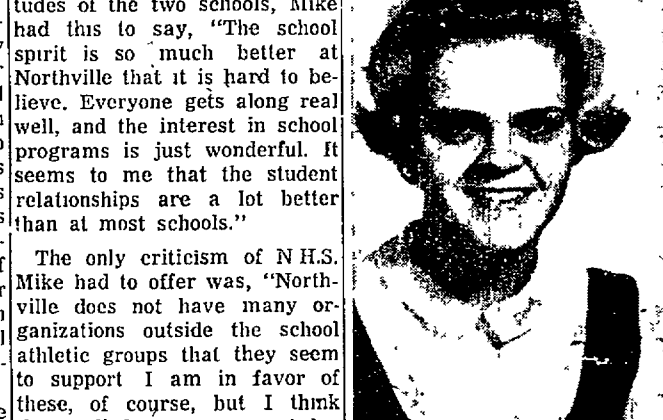 tudes of the two schools, Mike
had this to say, "The school
spirit is so much better at
Northville that it is hard to be-
lieve. Everyone gets along real
well, and the interest in school
programs is just wonderful. It
seems to me that the student
relationships are a lot better
than at most schools."
The only criticism of N H.S.
Mike had to offer was, "North-
ville does not have many or-
ganizations outside the school
athletic groups that they seem
to support I am in favor of
these, of course, but I think